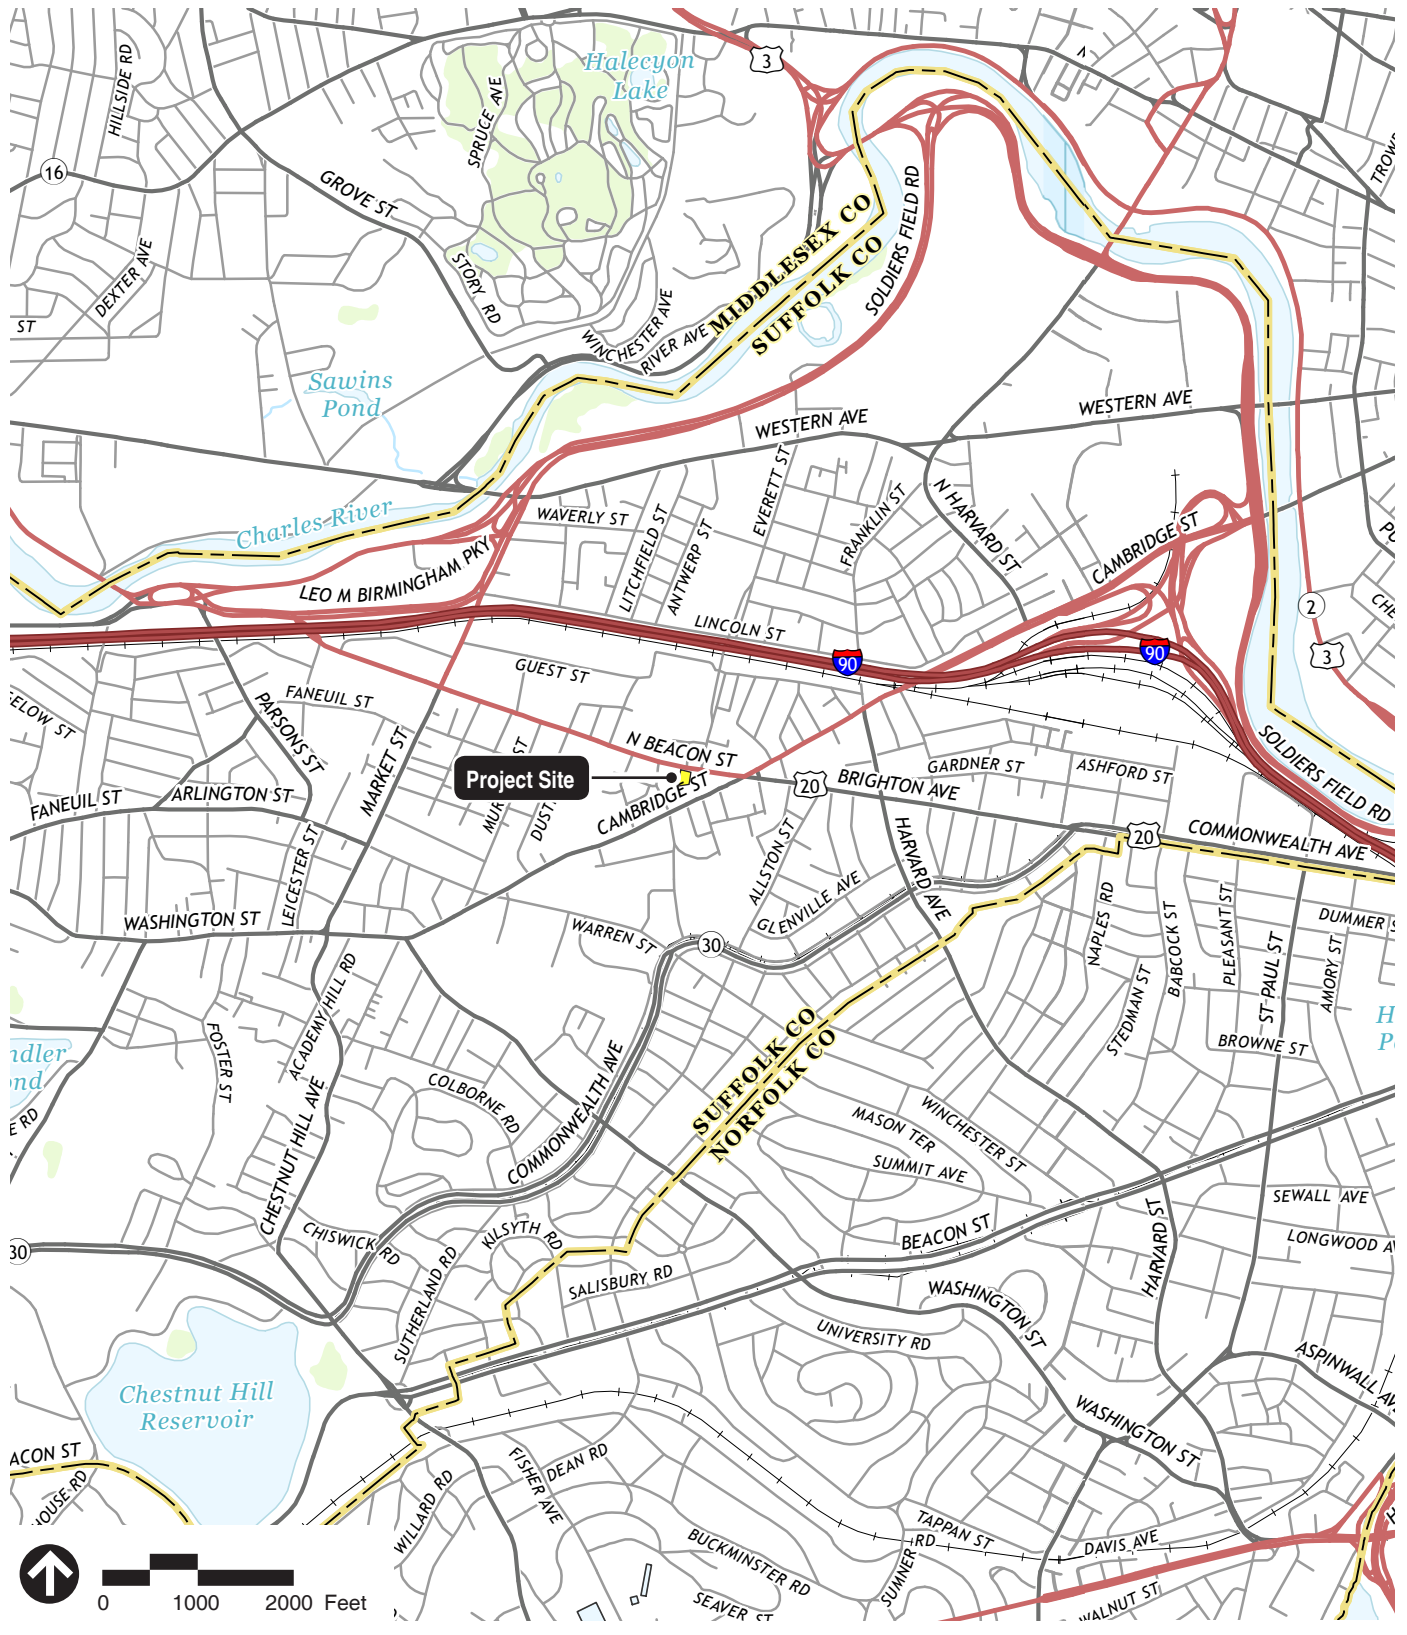 3
Halecyon
Lake
HILLSIDE RD
SPRUCE AVE
16
GROVE ST
SOLDIERS FIELD RD
MIDDLESEX CO
SUFFOLK CO
DEXTER AVE
STORY RD
ST
WINCHESTER AVE
RIVER AVE
Sawins
Pond
WESTERN AVE
WESTERN AVE
EVERETT ST
N HARVARD ST
FRANKLIN ST
Charles River
WAVERLY ST
LITCHFIELD ST
ANTWERP ST
CAMBRIDGE ST
LEO M BIRMINGHAM PKY
LINCOLN ST
2
3
90
90
GUEST ST
FANEUIL ST
PARSONS ST
MARKET ST
N BEACON ST
Project Site
CAMBRIDGE ST
20
BRIGHTON AVE
GARDNER ST
ASHFORD ST
SOLDIERS FIELD RD
FANEUIL ST
ARLINGTON ST
20
COMMONWEALTH AVE
LEICESTER ST
ALLSTON ST
HARVARD AVE
GLENVILLE AVE
WASHINGTON ST
WARREN ST
30
NAPLES RD
BABCOCK ST
PLEASANT ST
ST PAUL ST
AMORY ST
STEDMAN ST
BROWNE ST
ACADEMY HILL RD
FOSTER ST
SUFFOLK CO
NORFOLK CO
COLBORNE RD
COMMONWEALTH AVE
CHESTNUT HILL AVE
MASON TER
WINCHESTER ST
SUMMIT AVE
SEWALL AVE
HARVARD ST
BEACON ST
CHISWICK RD
KILSYTH RD
SUTHERLAND RD
30
SALISBURY RD
WASHINGTON ST
UNIVERSITY RD
Chestnut Hill
Reservoir
WASHINGTON ST
FISHER AVE
DEAN RD
WILLARD RD
TAPPAN ST
DAVIS AVE
SUMNER RD
BUCKMINSTER RD
SEAVER ST
WALNUT ST
0 1000 2000 Feet